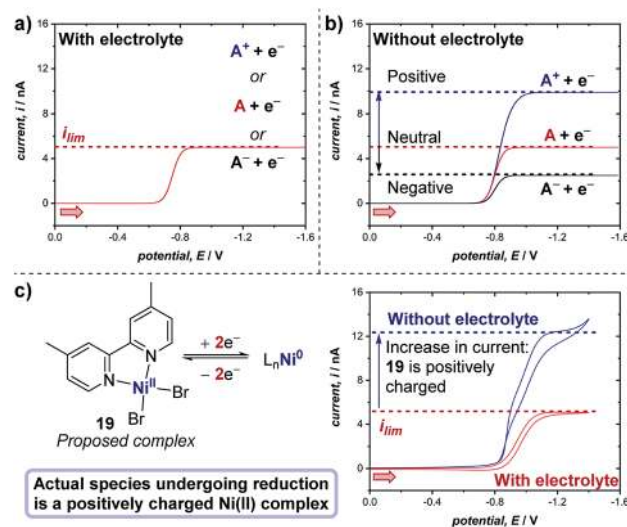 a)
With electrolyte
A⁺ + e⁻
or
A + e⁻
or
A⁻ + e⁻
i_lim
current, i / nA
16
12
8
4
0
0.0 -0.4 -0.8 -1.2 -1.6
potential, E / V
b)
Without electrolyte
Positive
A⁺ + e⁻
Neutral
A + e⁻
Negative
A⁻ + e⁻
current, i / nA
16
12
8
4
0
0.0 -0.4 -0.8 -1.2 -1.6
potential, E / V
c)
N
N
Ni^II
Br
Br
19
Proposed complex
+ 2e⁻
− 2e⁻
LₙNi⁰
Actual species undergoing reduction
is a positively charged Ni(II) complex
Without electrolyte
Increase in current:
19 is positively
charged
i_lim
With electrolyte
current, i / nA
16
12
8
4
0
0.0 -0.4 -0.8 -1.2 -1.6
potential, E / V